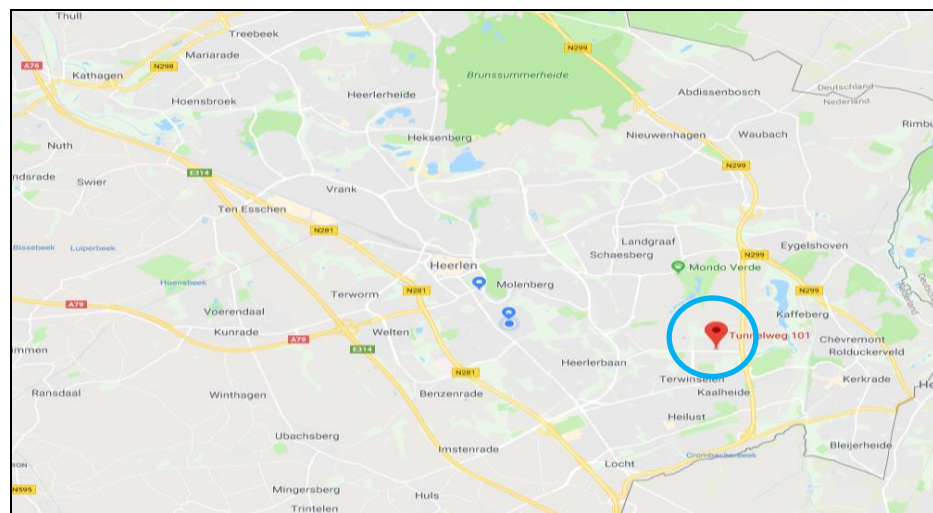 Thull
Treebeek
N299
Mariarade
A76
N298
Kathagen
Brunssummerheide
Deutschland
Abdissenbosch
Heerlerheide
Hoensbroek
Nederland
Heksenberg
Nieuwenhagen
Waubach
Rimbu
Nuth
N299
E314
ndsrade
Swier
Vrank
Ten Esschen
N281
Landgraaf
Eygelshoven
Bissebeek
Luiperbeek
Schaesberg
N299
Heerlen
Mondo Verde
Hoensbeek
Molenberg
N281
N299
Terworm
A79
Voerendaal
Kaffeberg
Kunrade
Welten
A79
Tunnelweg 101
Chèvremont
E314
mmen
Rolduckerveld
Heerlerbaan
N281
Terwinselen
Kerkrade
He
Ransdaal
Winthagen
Benzenrade
Kaalheide
Heilust
Ubachsberg
Bleijerheide
Imstenrade
Crombacherbeek
Locht
RON
N595
Mingersberg
Huls
Trintelen